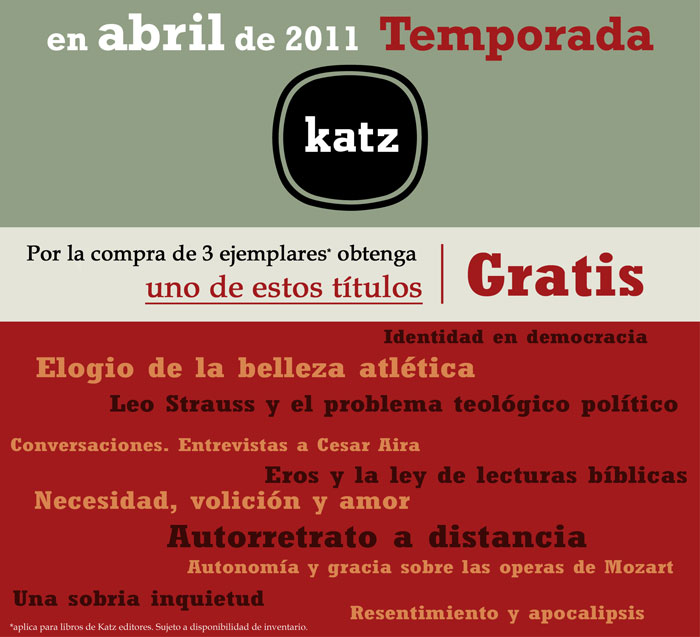 en abril de 2011 Temporada
katz
Por la compra de 3 ejemplares* obtenga
uno de estos títulos
Gratis
Identidad en democracia
Elogio de la belleza atlética
Leo Strauss y el problema teológico político
Conversaciones. Entrevistas a Cesar Aira
Eros y la ley de lecturas bíblicas
Necesidad, volición y amor
Autorretrato a distancia
Autonomía y gracia sobre las operas de Mozart
Una sobria inquietud
Resentimiento y apocalipsis
*aplica para libros de Katz editores. Sujeto a disponibilidad de inventario.